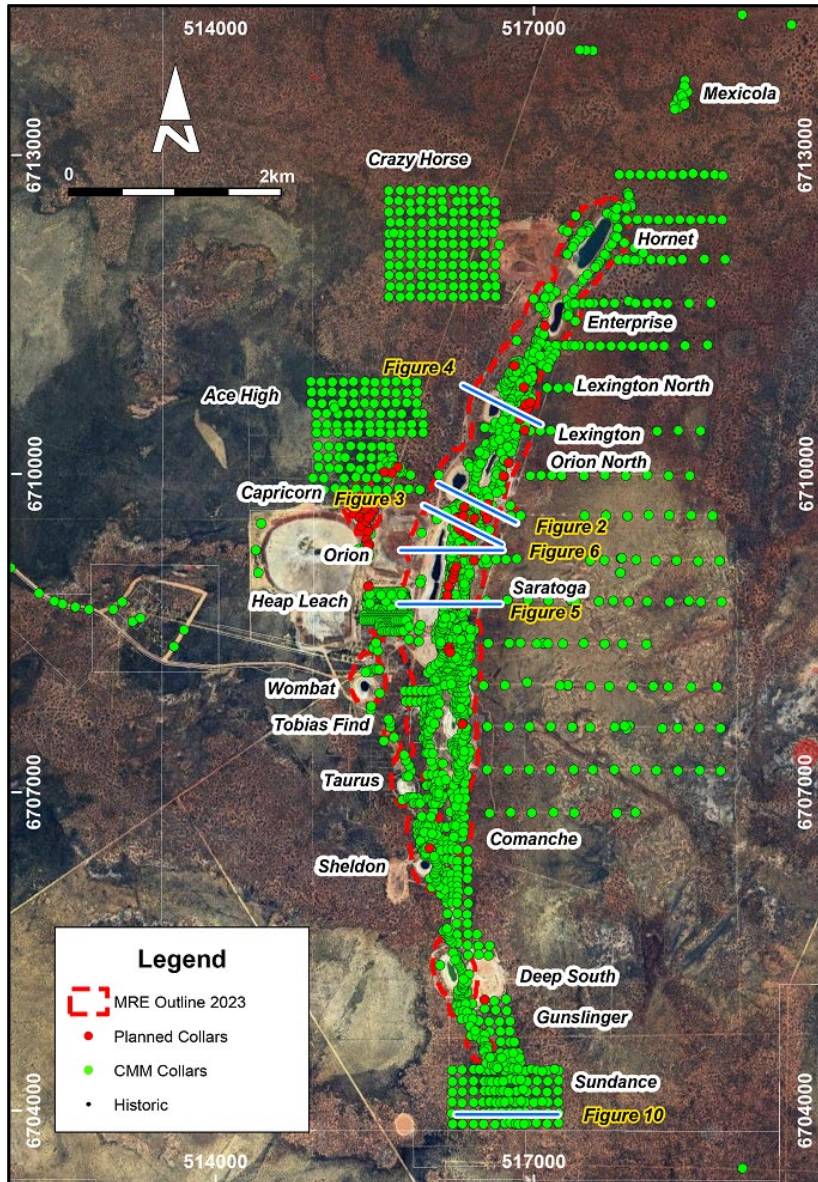 514000
517000
N
Mexicola
6713000
6713000
0
2km
Crazy Horse
Hornet
Enterprise
Figure 4
Lexington North
Ace High
Lexington
Orion North
6710000
6710000
Capricorn
Figure 3
Figure 2
Orion
Figure 6
Saratoga
Heap Leach
Figure 5
Wombat
Tobias Find
Taurus
6707000
6707000
Comanche
Sheldon
Legend
MRE Outline 2023
Planned Collars
CMM Collars
Historic
Deep South
Gunslinger
Sundance
Figure 10
6704000
6704000
514000
517000